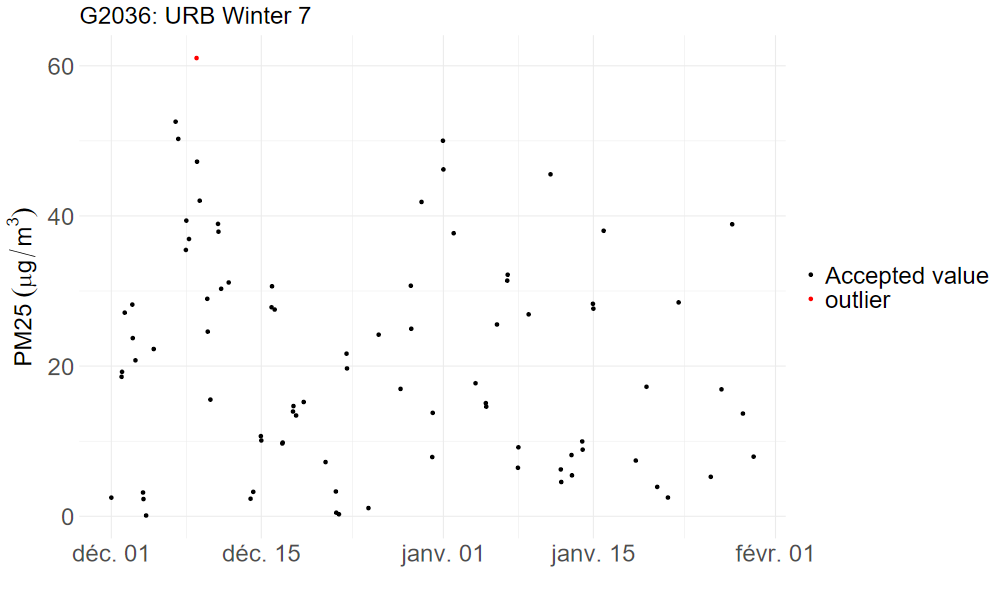 G2036: URB Winter 7
PM25 (μg/m³)
60
40
20
0
déc. 01
déc. 15
janv. 01
janv. 15
févr. 01
Accepted value
outlier